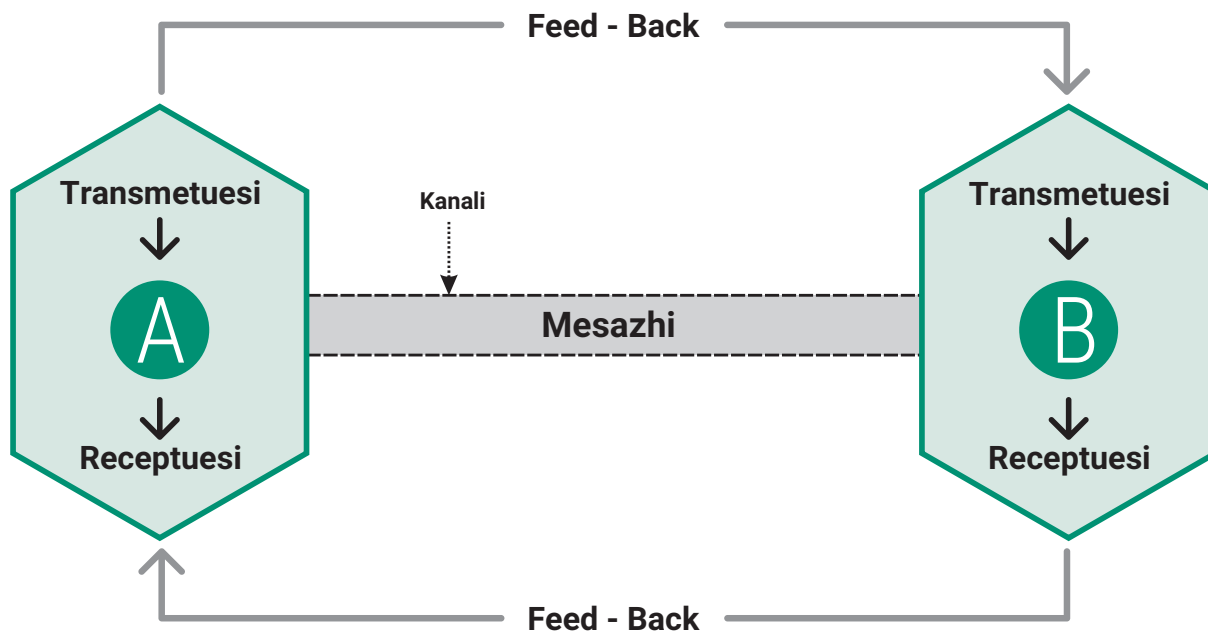 Feed - Back
Transmetuesi
A
Receptuesi
Kanali
Mesazhi
Transmetuesi
B
Receptuesi
Feed - Back